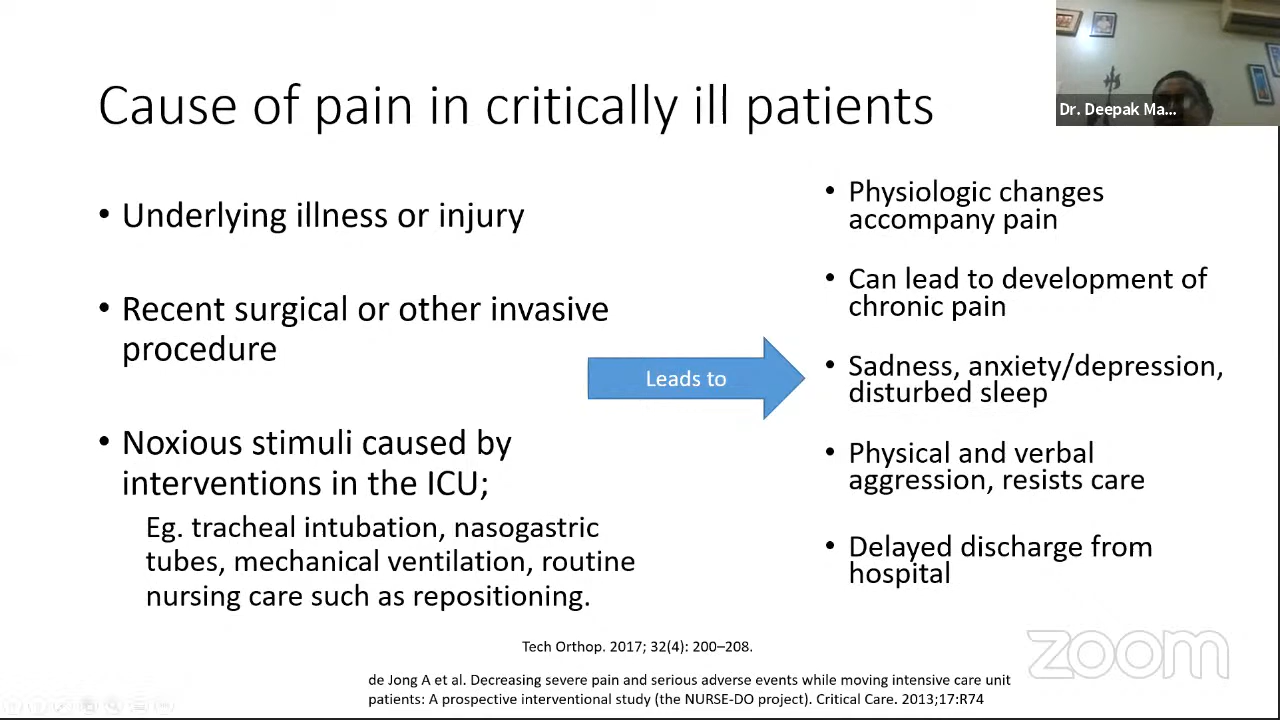 Cause of pain in critically ill patients
Dr. Deepak Ma...
• Underlying illness or injury
• Recent surgical or other invasive
procedure
• Noxious stimuli caused by
interventions in the ICU;
Eg. tracheal intubation, nasogastric
tubes, mechanical ventilation, routine
nursing care such as repositioning.
Leads to
• Physiologic changes
accompany pain
• Can lead to development of
chronic pain
• Sadness, anxiety/depression,
disturbed sleep
• Physical and verbal
aggression, resists care
• Delayed discharge from
hospital
Tech Orthop. 2017; 32(4): 200–208.
de Jong A et al. Decreasing severe pain and serious adverse events while moving intensive care unit
patients: A prospective interventional study (the NURSE-DO project). Critical Care. 2013;17:R74
zoom